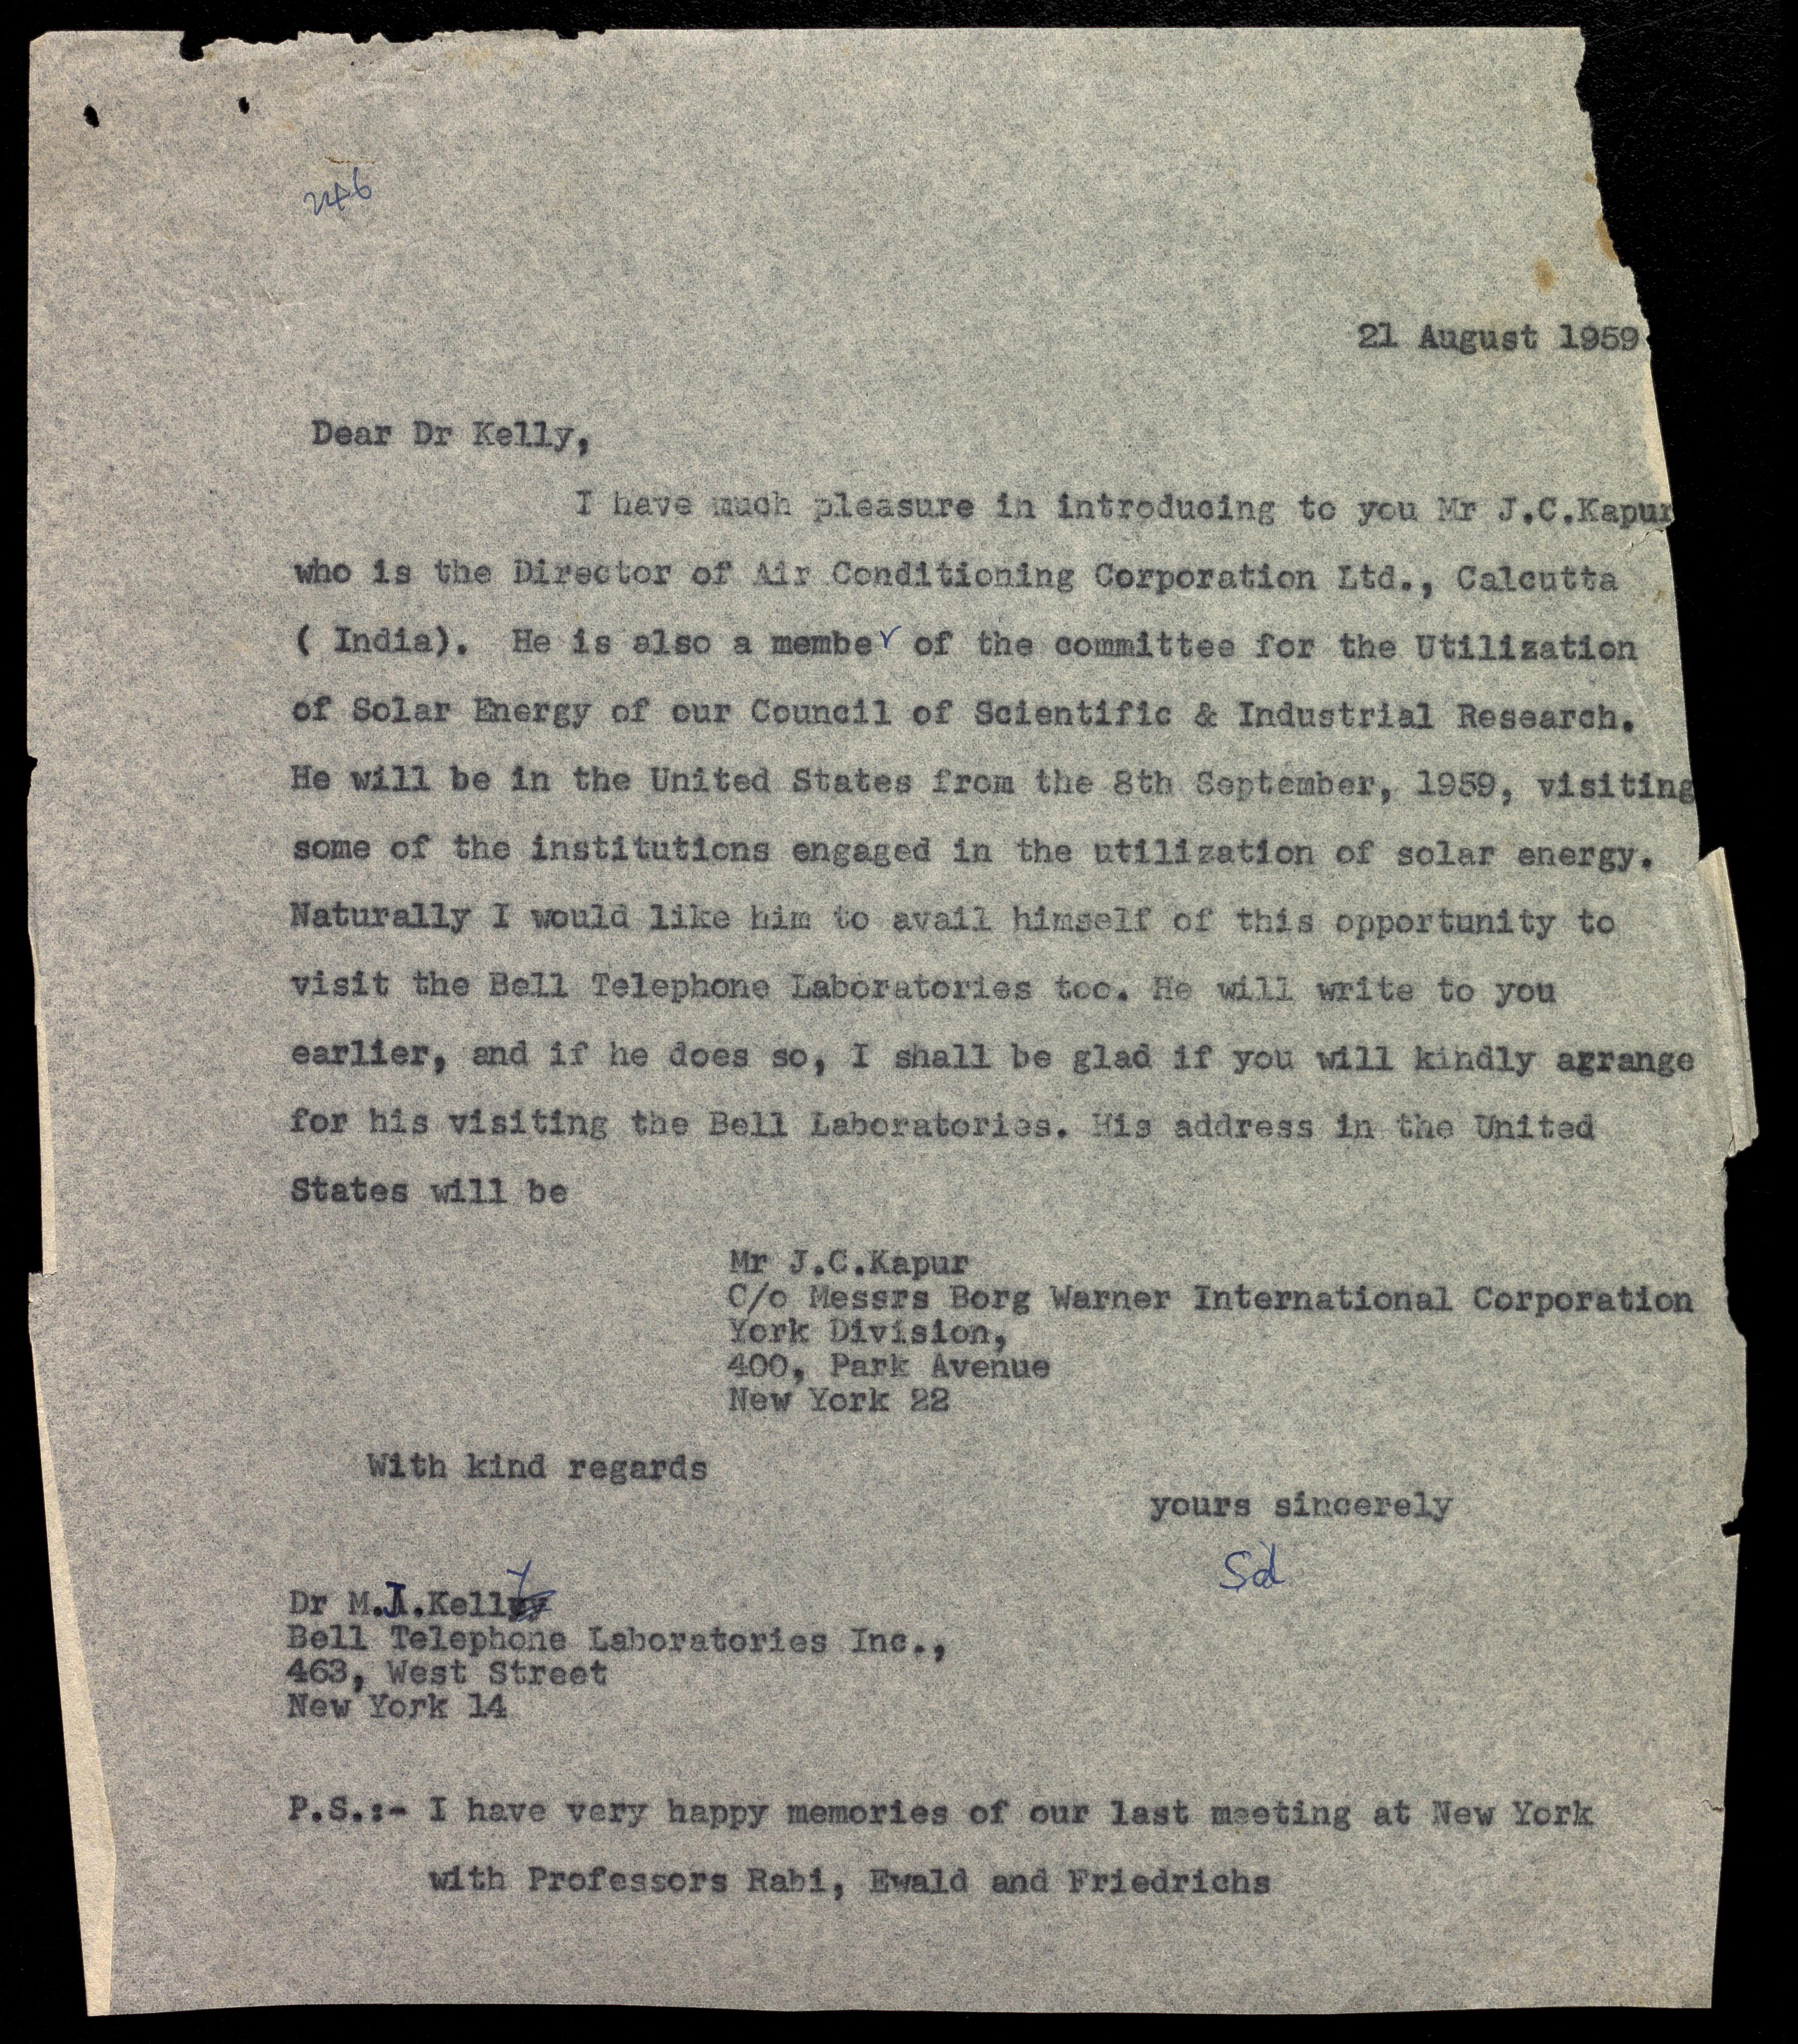 246
21 August 1959
Dear Dr Kelly,
I have much pleasure in introducing to you Mr J.C.Kapur
who is the Director of Air Conditioning Corporation Ltd., Calcutta
( India). He is also a member of the committee for the Utilization
of Solar Energy of our Council of Scientific & Industrial Research.
He will be in the United States from the 8th September, 1959, visiting
some of the institutions engaged in the utilization of solar energy.
Naturally I would like him to avail himself of this opportunity to
visit the Bell Telephone Laboratories too. He will write to you
earlier, and if he does so, I shall be glad if you will kindly arrange
for his visiting the Bell Laboratories. His address in the United
States will be
Mr J.C.Kapur
C/o Messrs Borg Warner International Corporation
York Division,
400, Park Avenue
New York 22
With kind regards
yours sincerely
Sd
Dr M.J.Kelly
Bell Telephone Laboratories Inc.,
463, West Street
New York 14
P.S.:- I have very happy memories of our last meeting at New York
with Professors Rabi, Ewald and Friedrichs